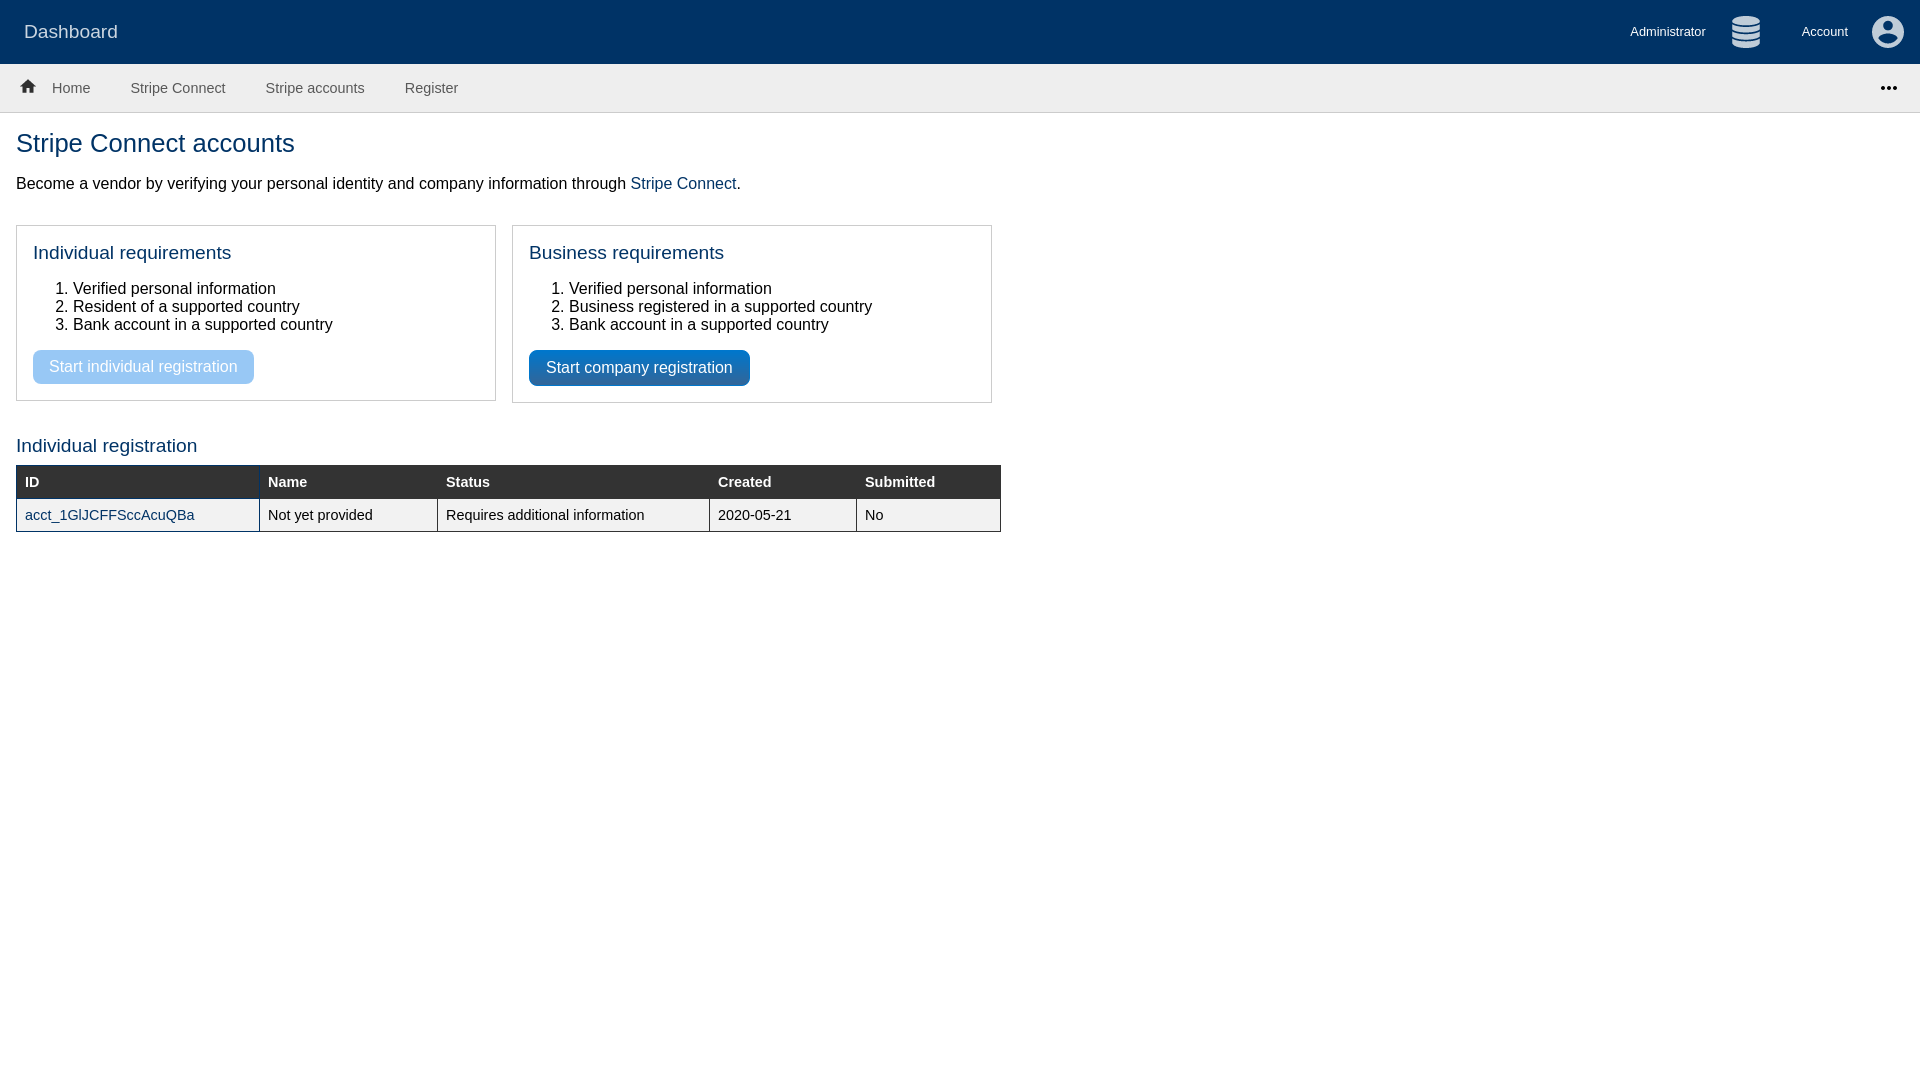 Dashboard
Administrator
Account
Home
Stripe Connect
Stripe accounts
Register
Stripe Connect accounts
Become a vendor by verifying your personal identity and company information through Stripe Connect.
Individual requirements
1. Verified personal information
2. Resident of a supported country
3. Bank account in a supported country
Start individual registration
Business requirements
1. Verified personal information
2. Business registered in a supported country
3. Bank account in a supported country
Start company registration
Individual registration
ID Name Status Created Submitted
acct_1GlJCFFSccAcuQBa Not yet provided Requires additional information 2020-05-21 No